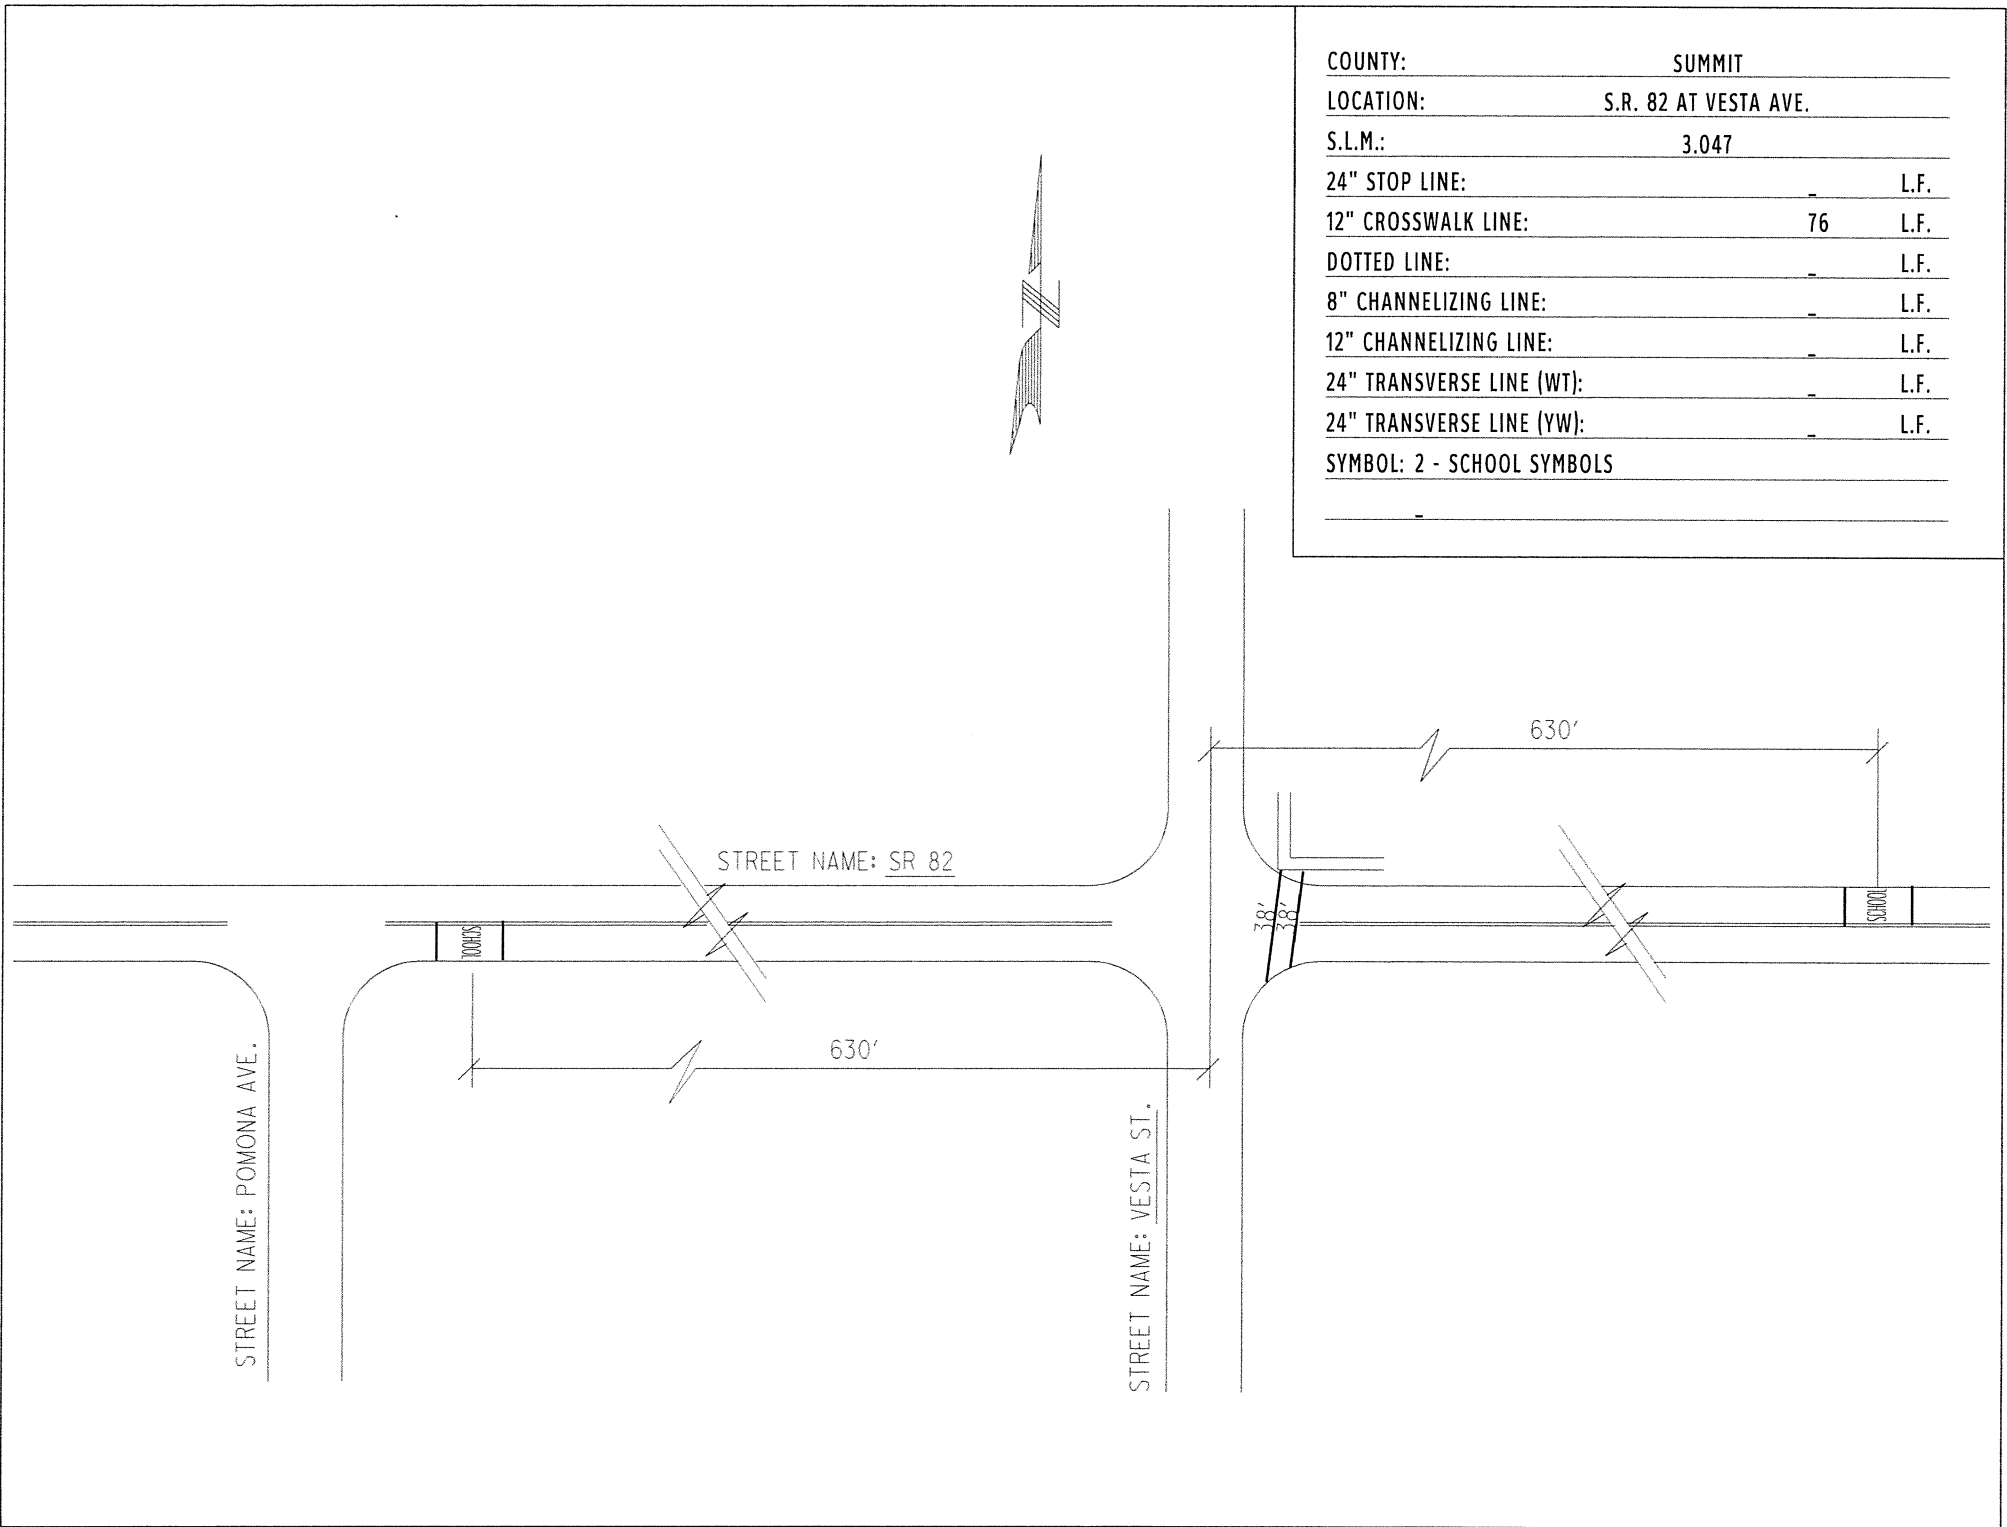 COUNTY: SUMMIT
LOCATION: S.R. 82 AT VESTA AVE.
S.L.M.: 3.047
24" STOP LINE: _ L.F.
12" CROSSWALK LINE: 76 L.F.
DOTTED LINE: _ L.F.
8" CHANNELIZING LINE: _ L.F.
12" CHANNELIZING LINE: _ L.F.
24" TRANSVERSE LINE (WT): _ L.F.
24" TRANSVERSE LINE (YW): _ L.F.
SYMBOL: 2 - SCHOOL SYMBOLS
-
N
630'
STREET NAME: SR 82
SCHOOL
38'
38'
SCHOOL
630'
STREET NAME: POMONA AVE.
STREET NAME: VESTA ST.